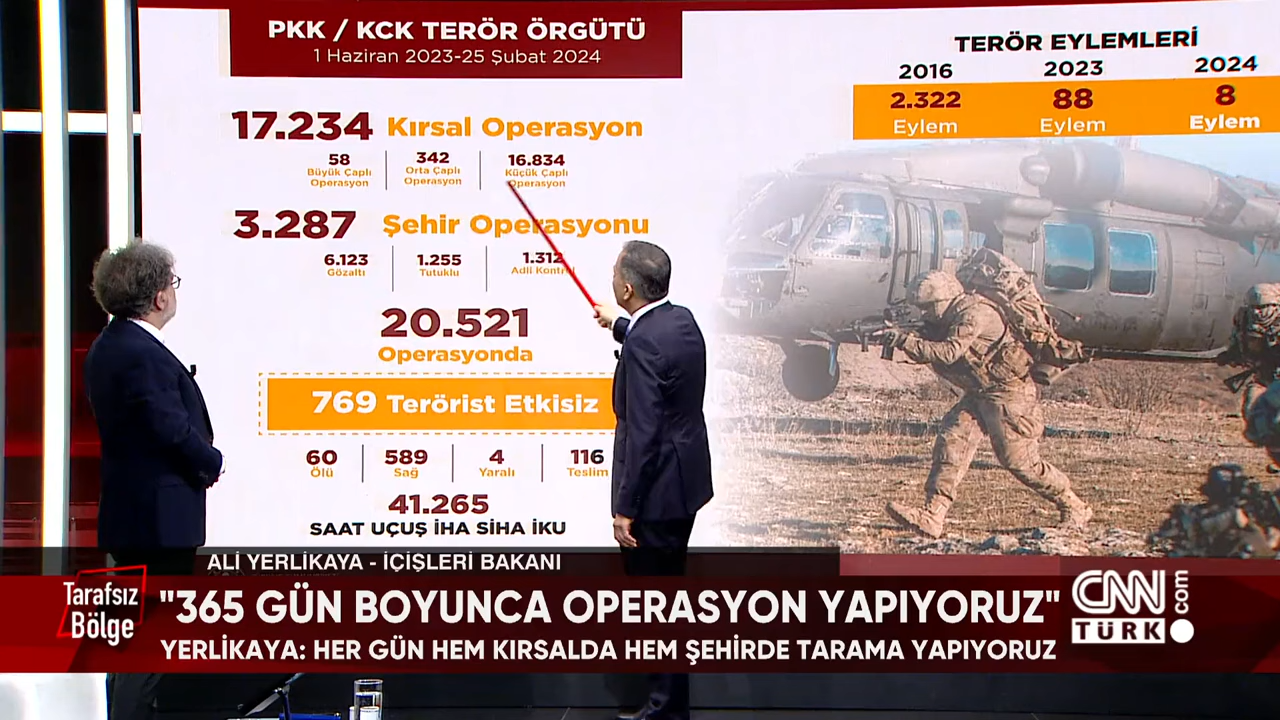 PKK / KCK TERÖR ÖRGÜTÜ
1 Haziran 2023-25 Şubat 2024
TERÖR EYLEMLERİ
2016 2023 2024
2.322 88 8
Eylem Eylem Eylem
17.234 Kırsal Operasyon
58 342 16.834
Büyük Çaplı Orta Çaplı Küçük Çaplı
Operasyon Operasyon Operasyon
3.287 Şehir Operasyonu
6.123 1.255 1.312
Gözaltı Tutuklu Adli
20.521
Operasyonda
769 Terörist Etkisiz
60 589 4 116
Ölü Sağ Yaralı Teslim
41.265
SAAT UÇUŞ İHA SİHA İKU
ALİ YERLİKAYA - İÇİŞLERİ BAKANI
Tarafsız
Bölge
"365 GÜN BOYUNCA OPERASYON YAPIYORUZ"
YERLİKAYA: HER GÜN HEM KIRSALDA HEM ŞEHİRDE TARAMA YAPIYORUZ
CNN
TÜRK
.com